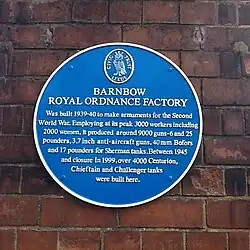 BARNBOW
ROYAL ORDNANCE FACTORY
Was built 1939-40 to make armaments for the Second
World War. Employing at its peak 3000 workers including
2000 women, it produced around 9000 guns-6 and 25
pounders, 3.7 inch anti-aircraft guns, 40 mm Bofors
and 17 pounders for Sherman tanks. Between 1945
and closure in 1999, over 4000 Centurion,
Chieftain and Challenger tanks
were built here.